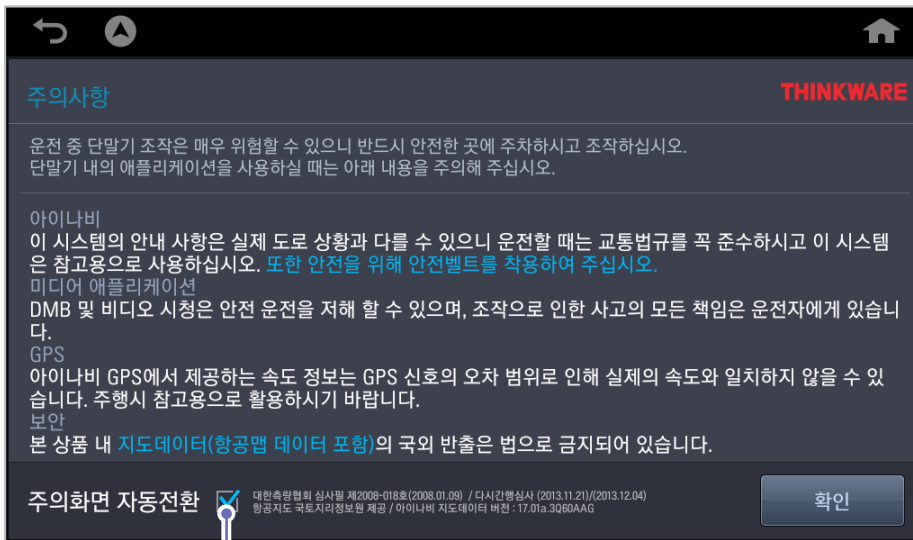 주의사항
THINKWARE
운전 중 단말기 조작은 매우 위험할 수 있으니 반드시 안전한 곳에 주차하시고 조작하십시오.
단말기 내의 애플리케이션을 사용하실 때는 아래 내용을 주의해 주십시오.
아이나비
이 시스템의 안내 사항은 실제 도로 상황과 다를 수 있으니 운전할 때는 교통법규를 꼭 준수하시고 이 시스템
은 참고용으로 사용하십시오. 또한 안전을 위해 안전벨트를 착용하여 주십시오.
미디어 애플리케이션
DMB 및 비디오 시청은 안전 운전을 저해 할 수 있으며, 조작으로 인한 사고의 모든 책임은 운전자에게 있습니
다.
GPS
아이나비 GPS에서 제공하는 속도 정보는 GPS 신호의 오차 범위로 인해 실제의 속도와 일치하지 않을 수 있
습니다. 주행시 참고용으로 활용하시기 바랍니다.
보안
본 상품 내 지도데이터(항공맵 데이터 포함)의 국외 반출은 법으로 금지되어 있습니다.
주의화면 자동전환
대한측량협회 심사필 제2008-018호(2008.01.09) / 다시간행심사 (2013.11.21)/(2013.12.04)
항공지도 국토지리정보원 제공 / 아이나비 지도데이터 버전 : 17.01a.3Q60AAG
확인